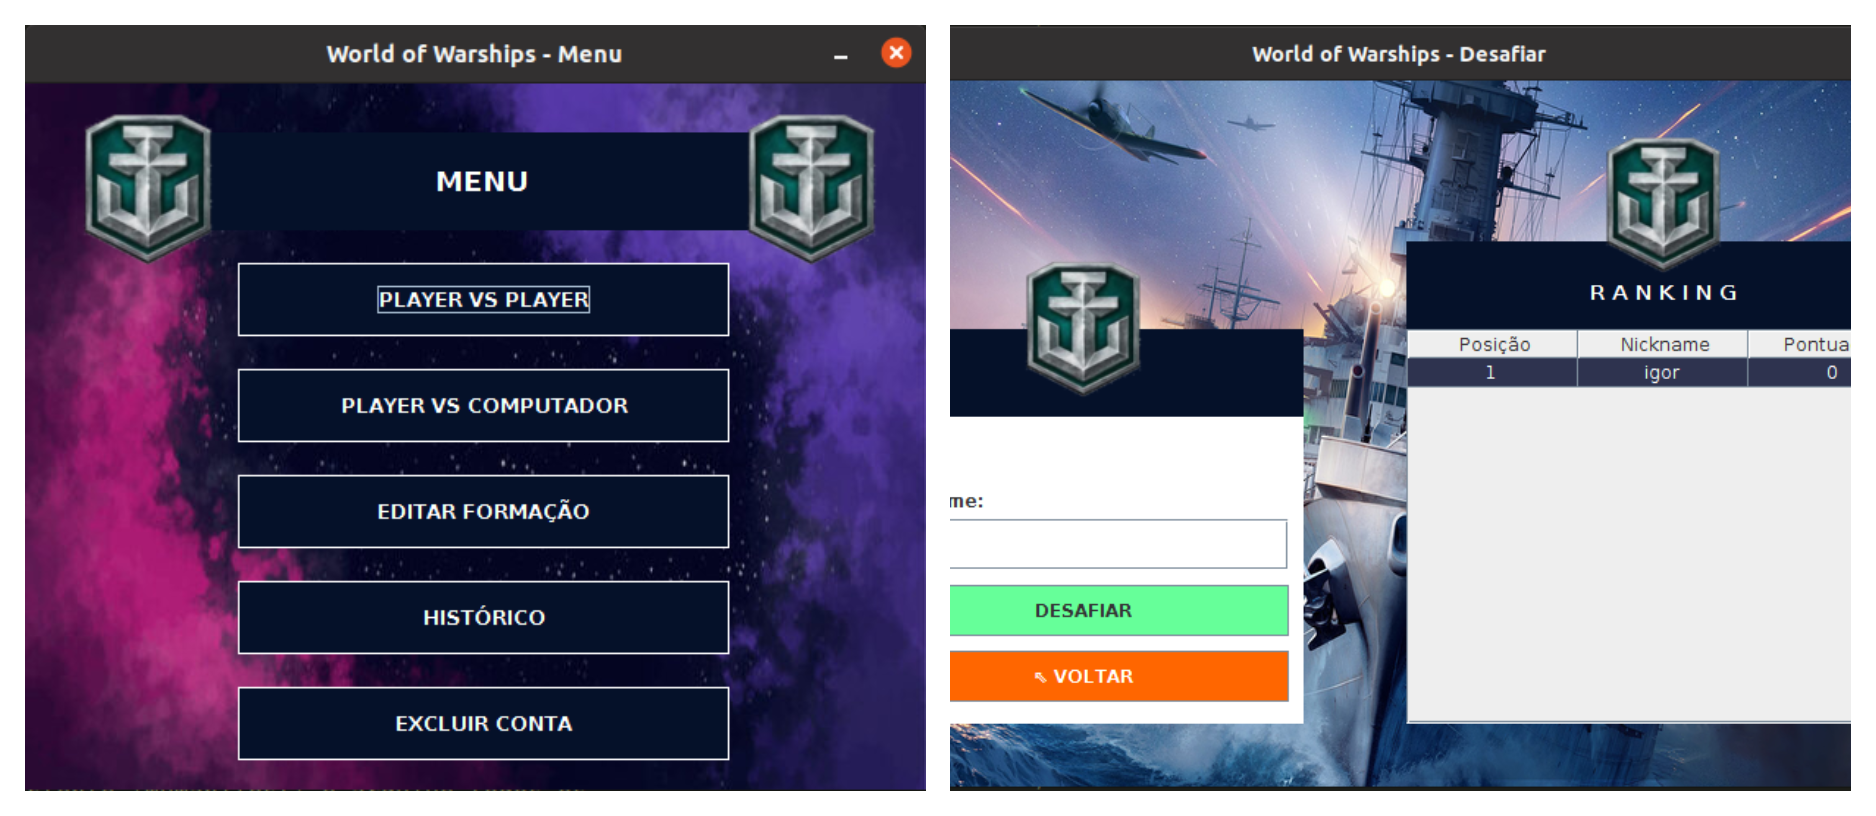 World of Warships - Menu
MENU
PLAYER VS PLAYER
PLAYER VS COMPUTADOR
EDITAR FORMAÇÃO
HISTÓRICO
EXCLUIR CONTA
World of Warships - Desafiar
me:
DESAFIAR
⇖ VOLTAR
RANKING
Posição Nickname Pontua
1 igor 0